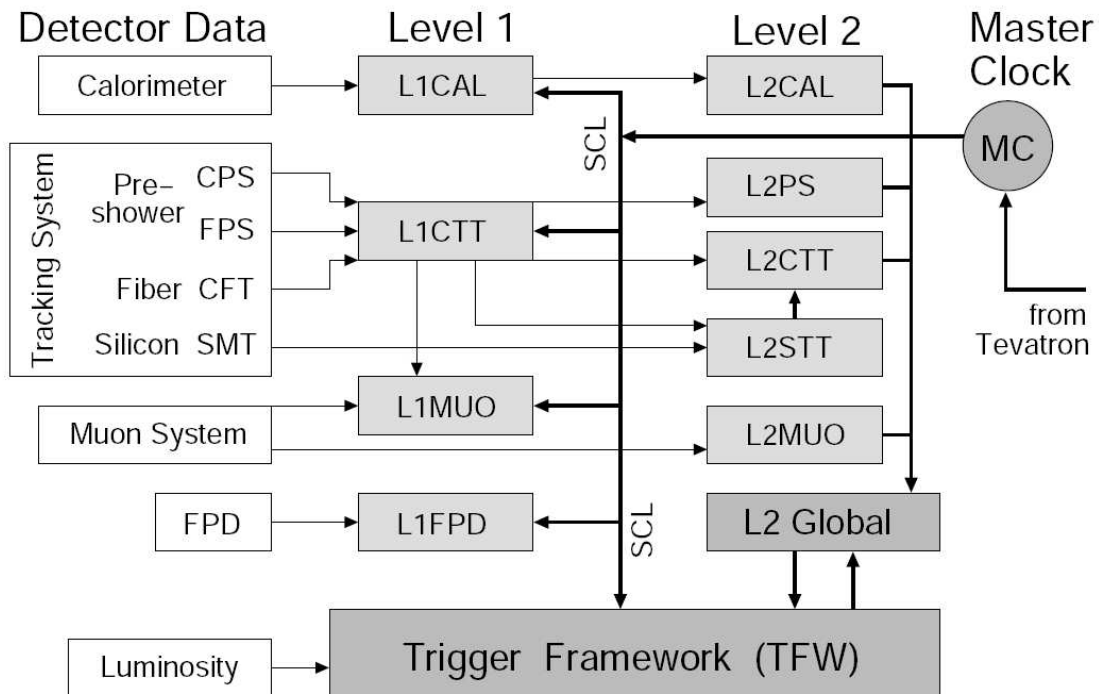 Detector Data
Level 1
Level 2
Master
Clock
Calorimeter
L1CAL
L2CAL
SCL
MC
Tracking System
Pre–
shower
CPS
FPS
Fiber CFT
Silicon SMT
L1CTT
L2PS
L2CTT
L2STT
from
Tevatron
L1MUO
Muon System
L2MUO
FPD
L1FPD
SCL
L2 Global
Luminosity
Trigger Framework (TFW)